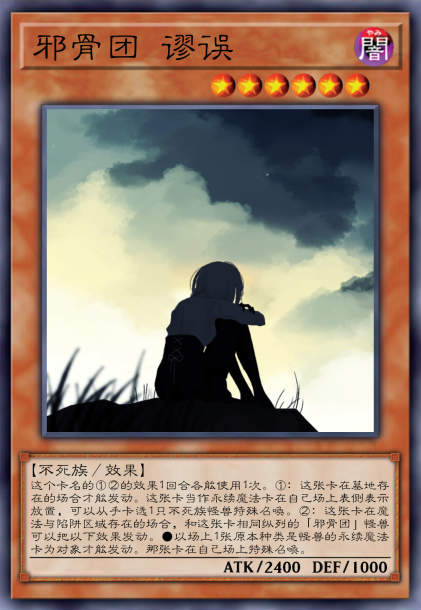 邪骨团 谬误
やみ
闇
【不死族／效果】
这个卡名的①②的效果1回合各能使用1次。①：这张卡在墓地存
在的场合才能发动。这张卡当作永续魔法卡在自己场上表侧表示
放置，可以从手卡选1只不死族怪兽特殊召唤。②：这张卡在魔
法与陷阱区域存在的场合，和这张卡相同纵列的「邪骨团」怪兽
可以把以下效果发动。●以场上1张原本种类是怪兽的永续魔法
卡为对象才能发动。那张卡在自己场上特殊召唤。
ATK/2400 DEF/1000